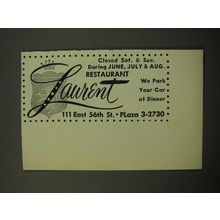 Closed Sat. & Sun.
During JUNE, JULY & AUG.
RESTAURANT
Laurent
We Park
Your Car
at Dinner
111 East 56th St. • PLaza 3-2730